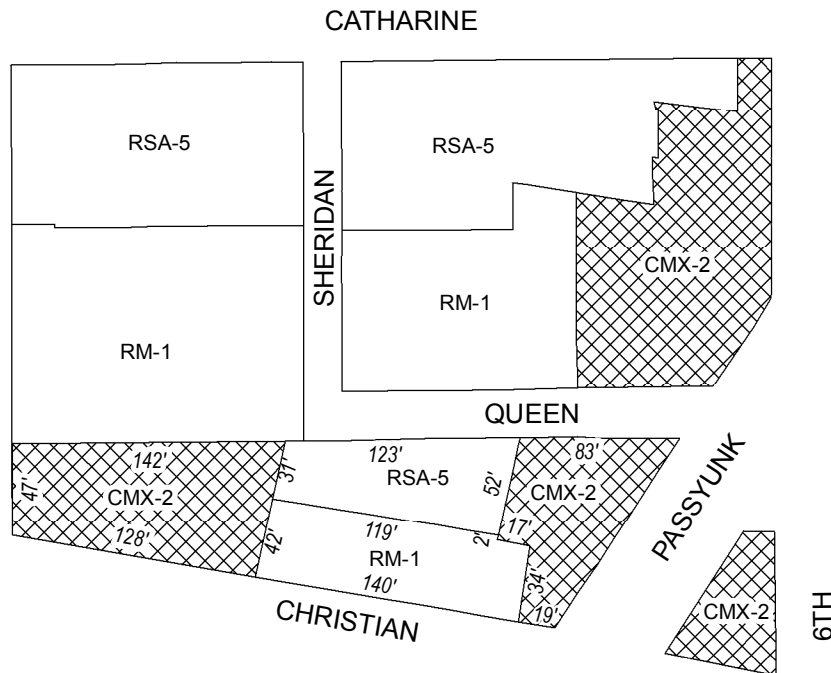 CATHARINE
RSA-5
RSA-5
SHERIDAN
CMX-2
RM-1
RM-1
QUEEN
142'
123'
83'
31'
RSA-5
47'
CMX-2
52'
CMX-2
PASSYUNK
17'
119'
2'
128'
42'
RM-1
140'
34'
CHRISTIAN
19'
CMX-2
6TH